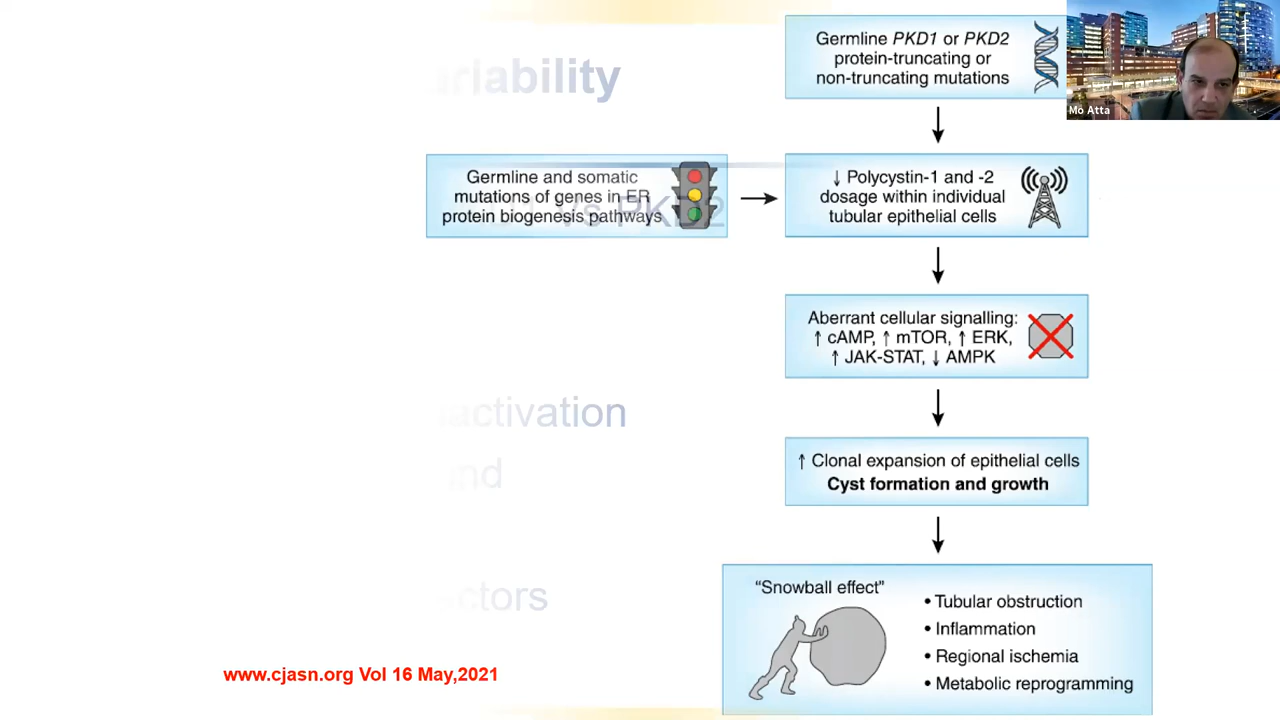 Germline PKD1 or PKD2
protein-truncating or
non-truncating mutations
Mo Atta
Germline and somatic
mutations of genes in ER
protein biogenesis pathways
↓ Polycystin-1 and -2
dosage within individual
tubular epithelial cells
vs PKD2
Aberrant cellular signalling:
↑ cAMP, ↑ mTOR, ↑ ERK,
↑ JAK-STAT, ↓ AMPK
↑ Clonal expansion of epithelial cells
Cyst formation and growth
"Snowball effect"
• Tubular obstruction
• Inflammation
• Regional ischemia
• Metabolic reprogramming
www.cjasn.org Vol 16 May,2021